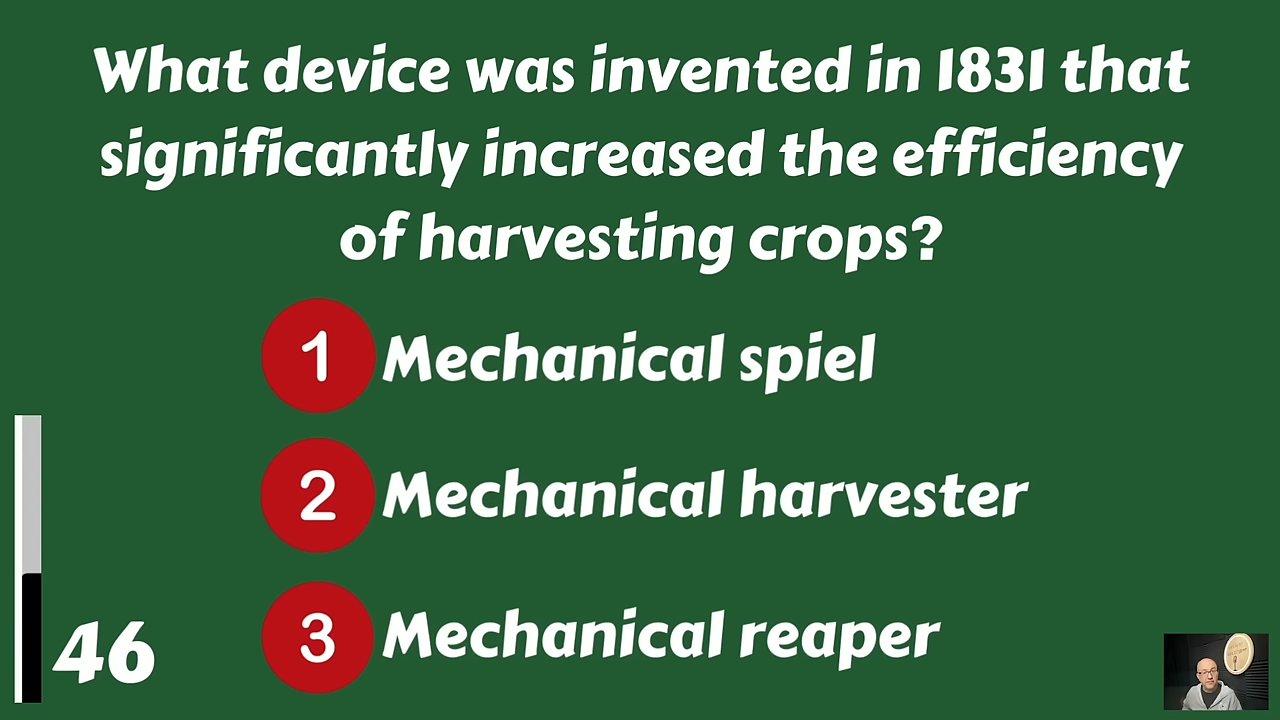 What device was invented in 1831 that
significantly increased the efficiency
of harvesting crops?
1 Mechanical spiel
2 Mechanical harvester
3 Mechanical reaper
46